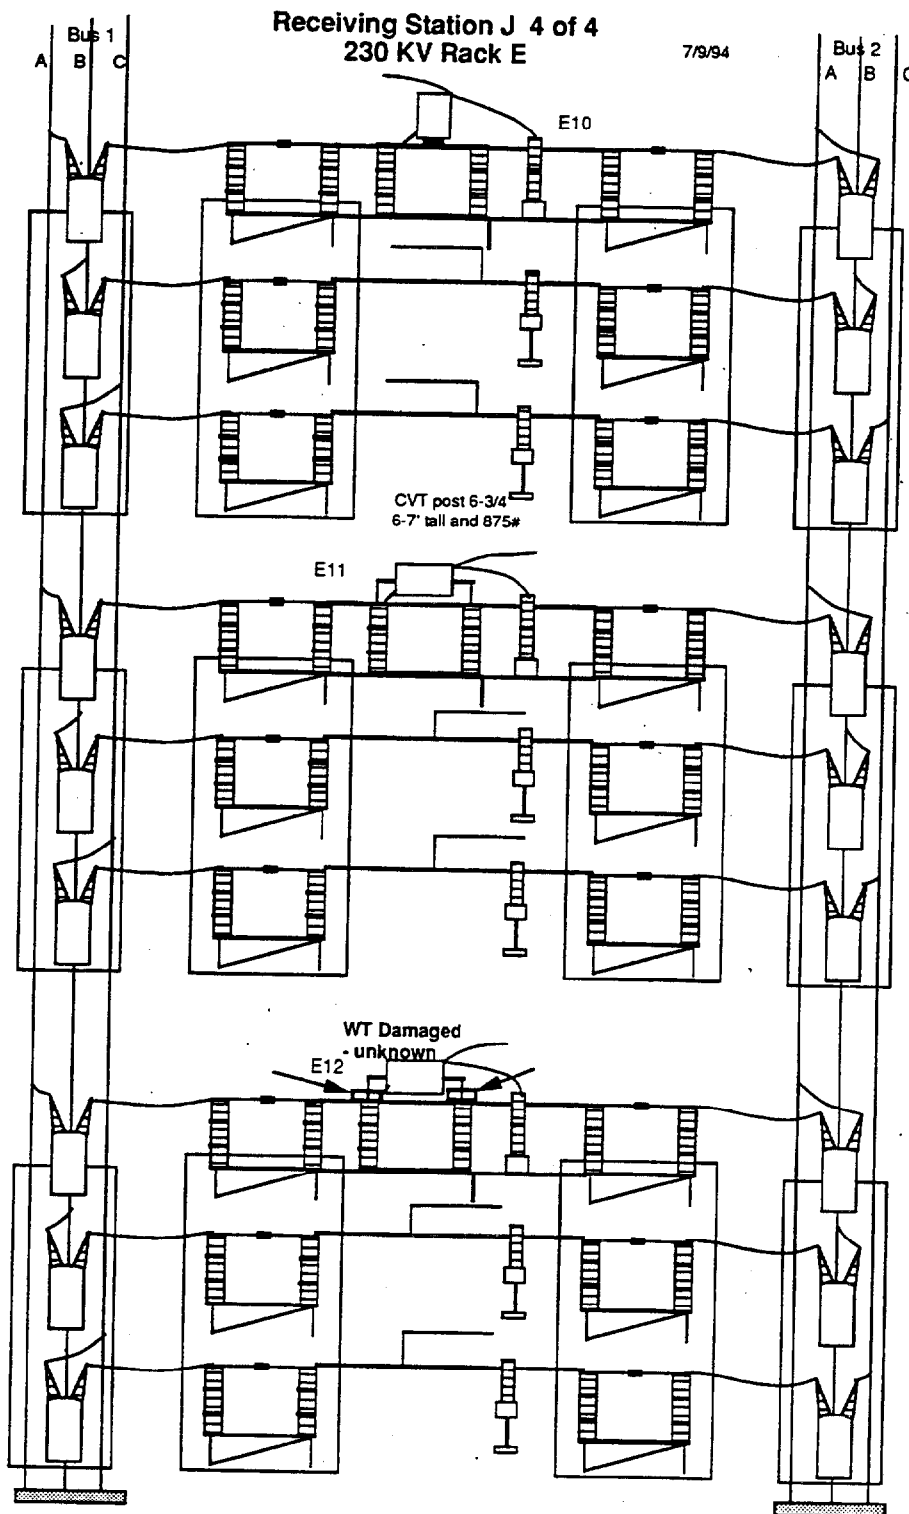 Receiving Station J 4 of 4
230 KV Rack E
7/9/94
Bus 1
A B C
Bus 2
A B C
E10
CVT post 6-3/4
6-7' tall and 875#
E11
WT Damaged
- unknown
E12